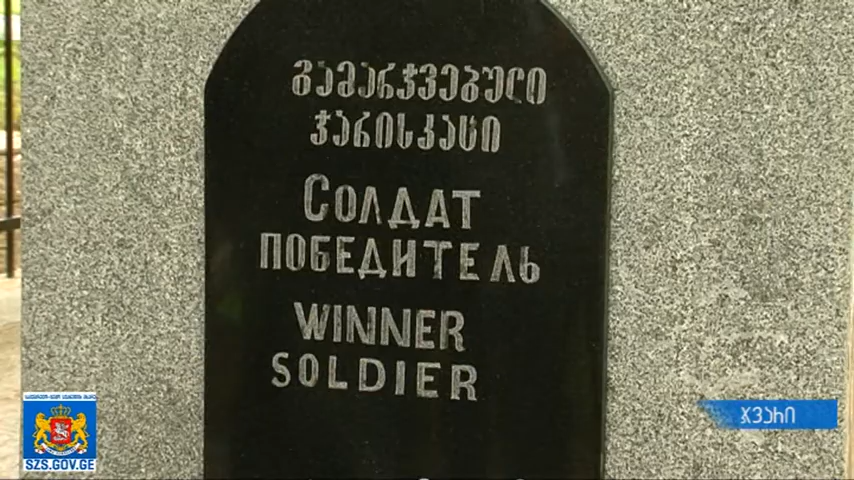 გამარჯვებული
ჯარისკაცი
Солдат
победитель
WINNER
SOLDIER
ჯვარი
SZS.GOV.GE